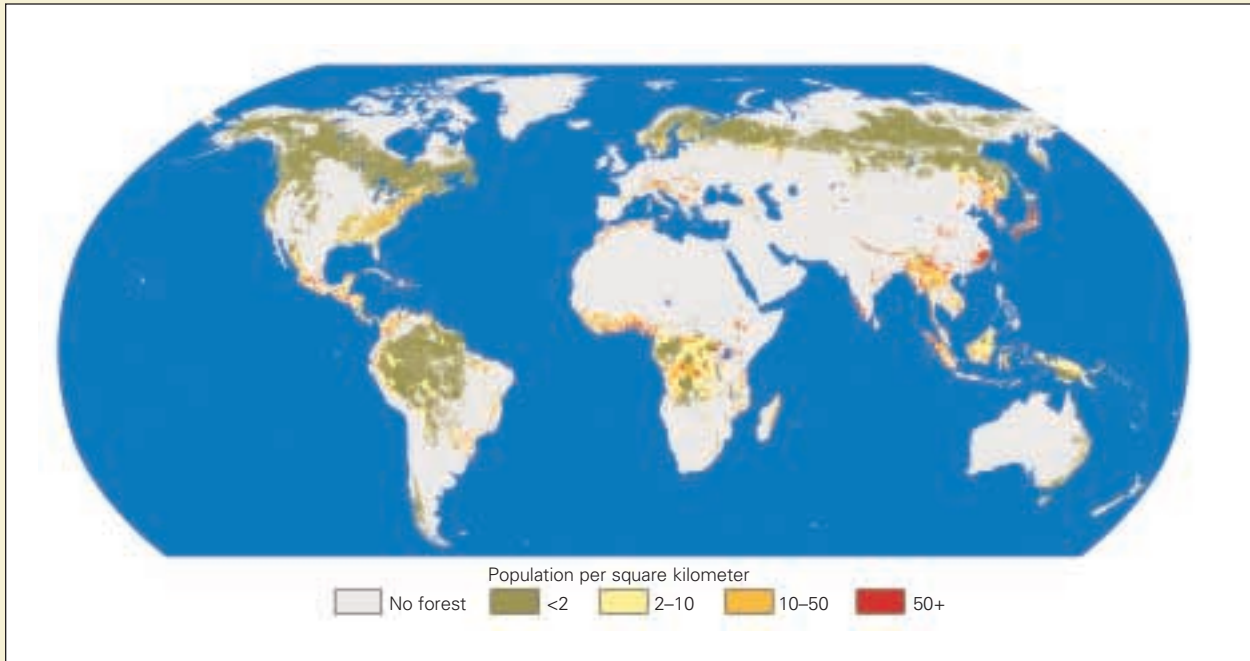 Population per square kilometer
No forest <2 2–10 10–50 50+